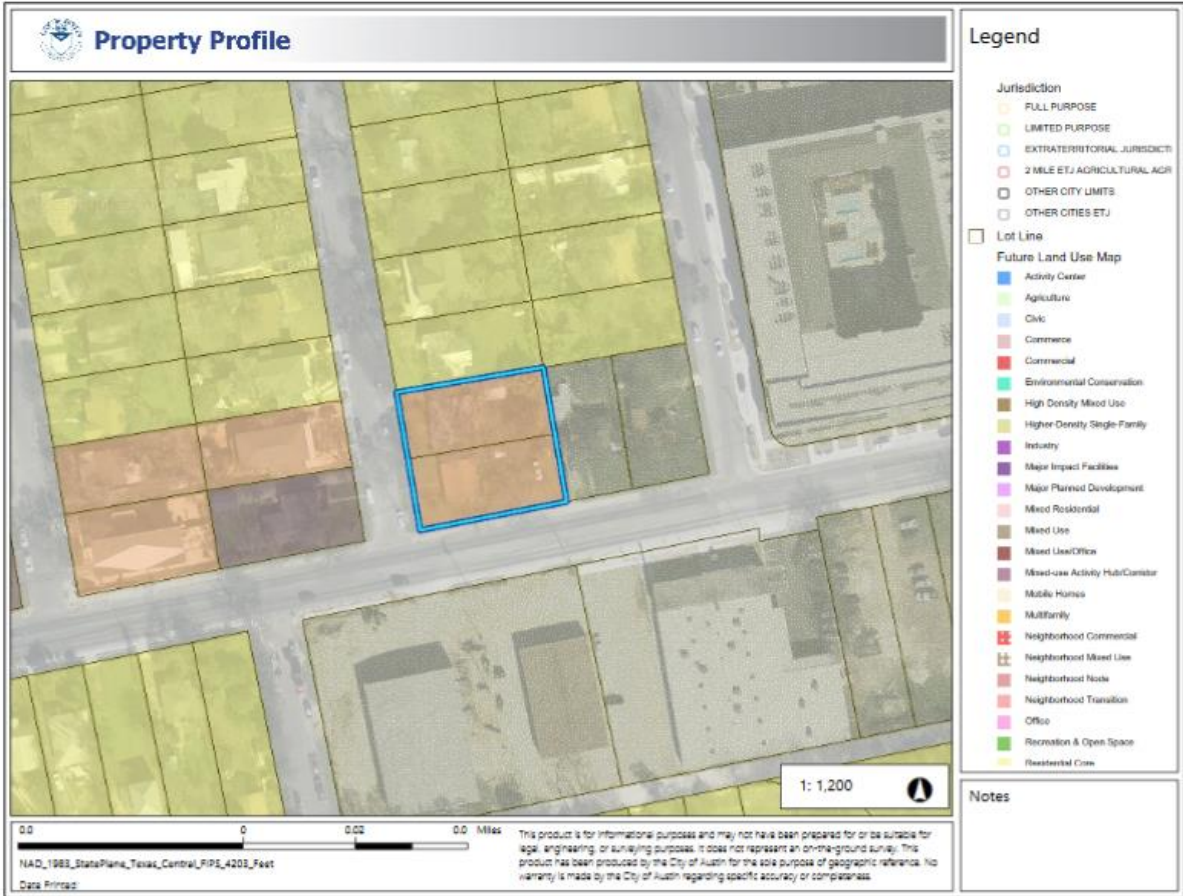 Property Profile
Legend
Jurisdiction
FULL PURPOSE
LIMITED PURPOSE
EXTRATERRITORIAL JURISDICTI
2 MILE ETJ AGRICULTURAL AGR
OTHER CITY LIMITS
OTHER CITIES ETJ
Lot Line
Future Land Use Map
Activity Center
Agriculture
Civic
Commerce
Commercial
Environmental Conservation
High Density Mixed Use
Higher-Density Single-Family
Industry
Major Impact Facilities
Major Planned Development
Mixed Residential
Mixed Use
Mixed Use/Office
Mixed-use Activity Hub/Corridor
Mobile Homes
Multifamily
Neighborhood Commercial
Neighborhood Mixed Use
Neighborhood Node
Neighborhood Transition
Office
Recreation & Open Space
Residential Core
1: 1,200
Notes
0.0 0 0.02 0.0 Miles
NAD_1983_StatePlane_Texas_Central_FIPS_4203_Feet
Date Printed:
This product is for informational purposes and may not have been prepared for or be suitable for
legal, engineering, or surveying purposes. It does not represent an on-the-ground survey. This
product has been produced by the City of Austin for the sole purpose of geographic reference. No
warranty is made by the City of Austin regarding specific accuracy or completeness.